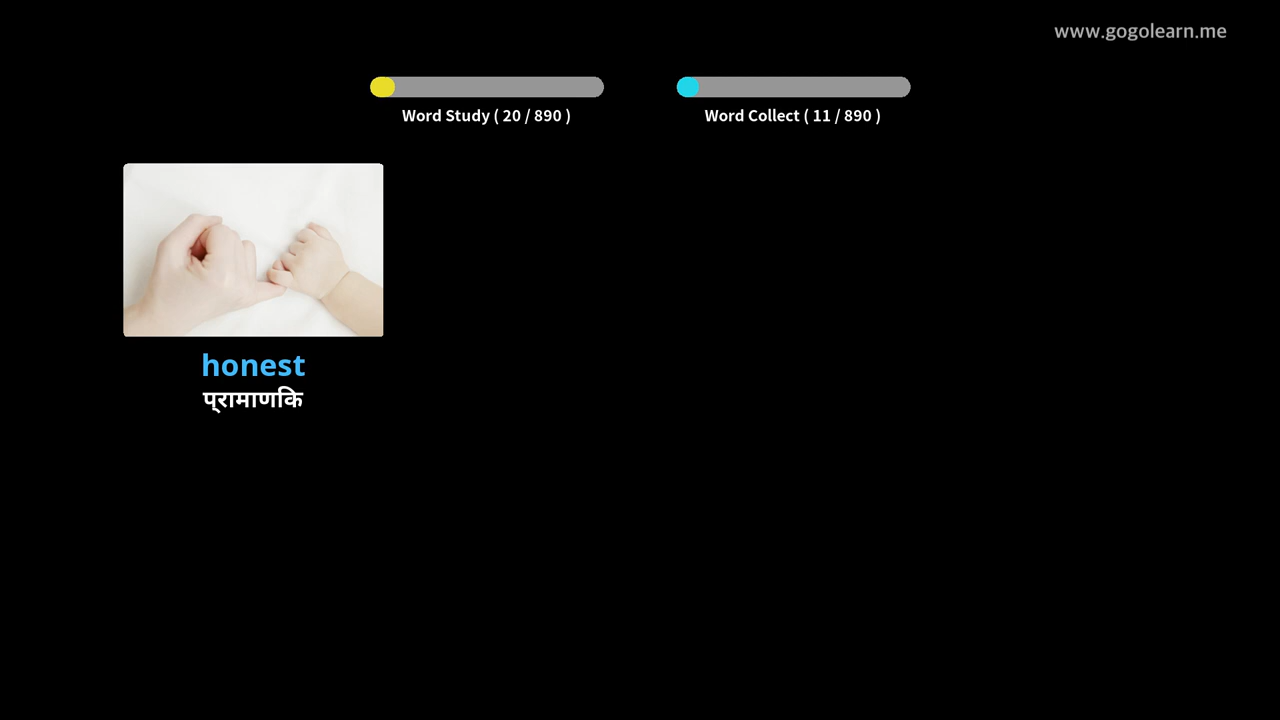 www.gogolearn.me
Word Study ( 20 / 890 )
Word Collect ( 11 / 890 )
honest
प्रामाणकि